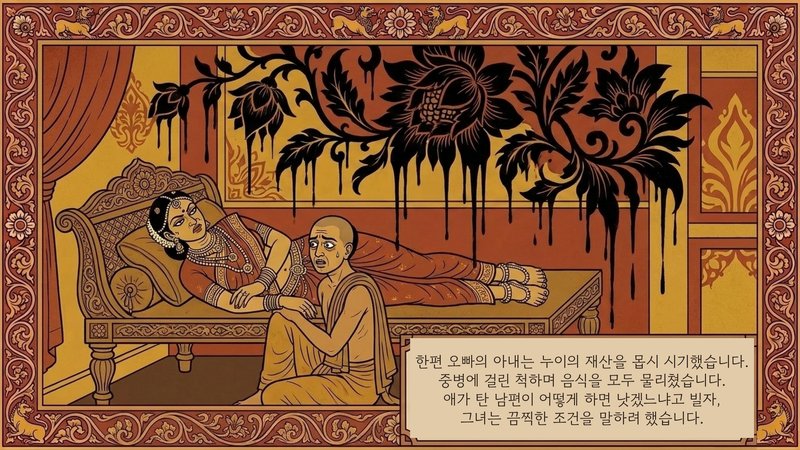 한편 오빠의 아내는 누이의 재산을 몹시 시기했습니다.
중병에 걸린 척하며 음식을 모두 물리쳤습니다.
애가 탄 남편이 어떻게 하면 낫겠느냐고 빌자,
그녀는 끔찍한 조건을 말하려 했습니다.